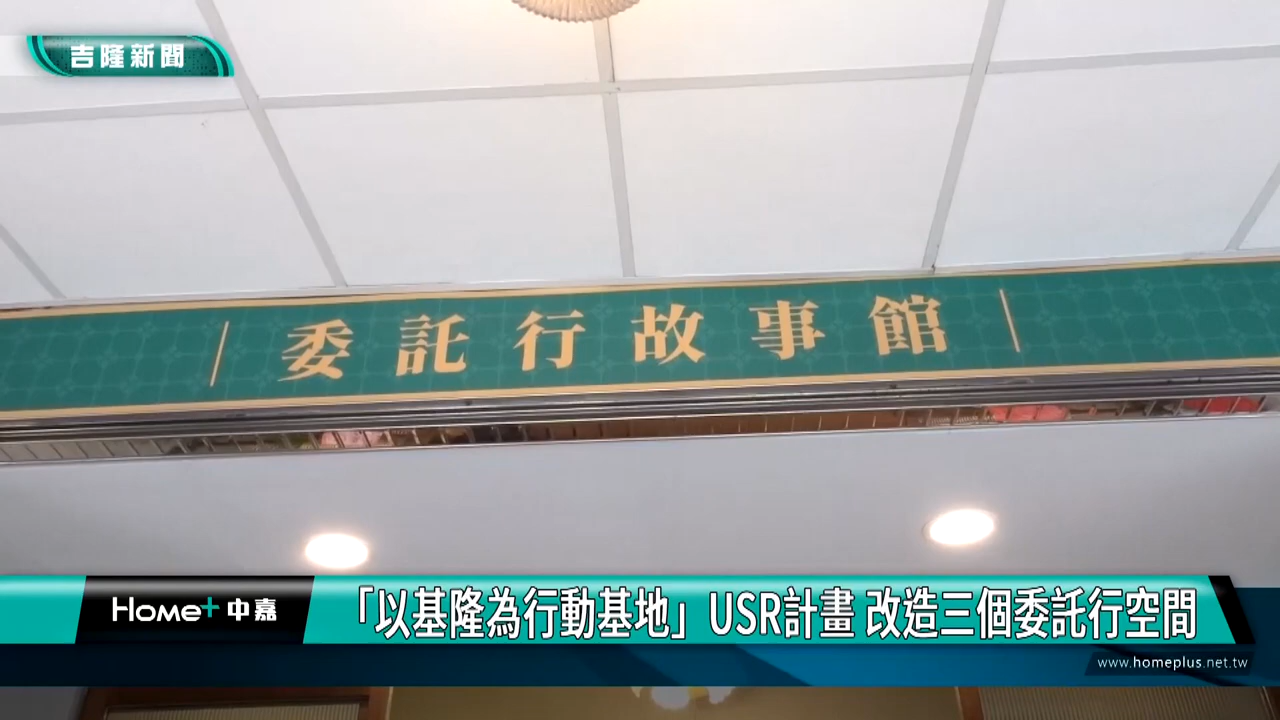 吉隆新聞
委託行故事館
Home+中嘉
「以基隆為行動基地」USR計畫 改造三個委託行空間
www.homeplus.net.tw